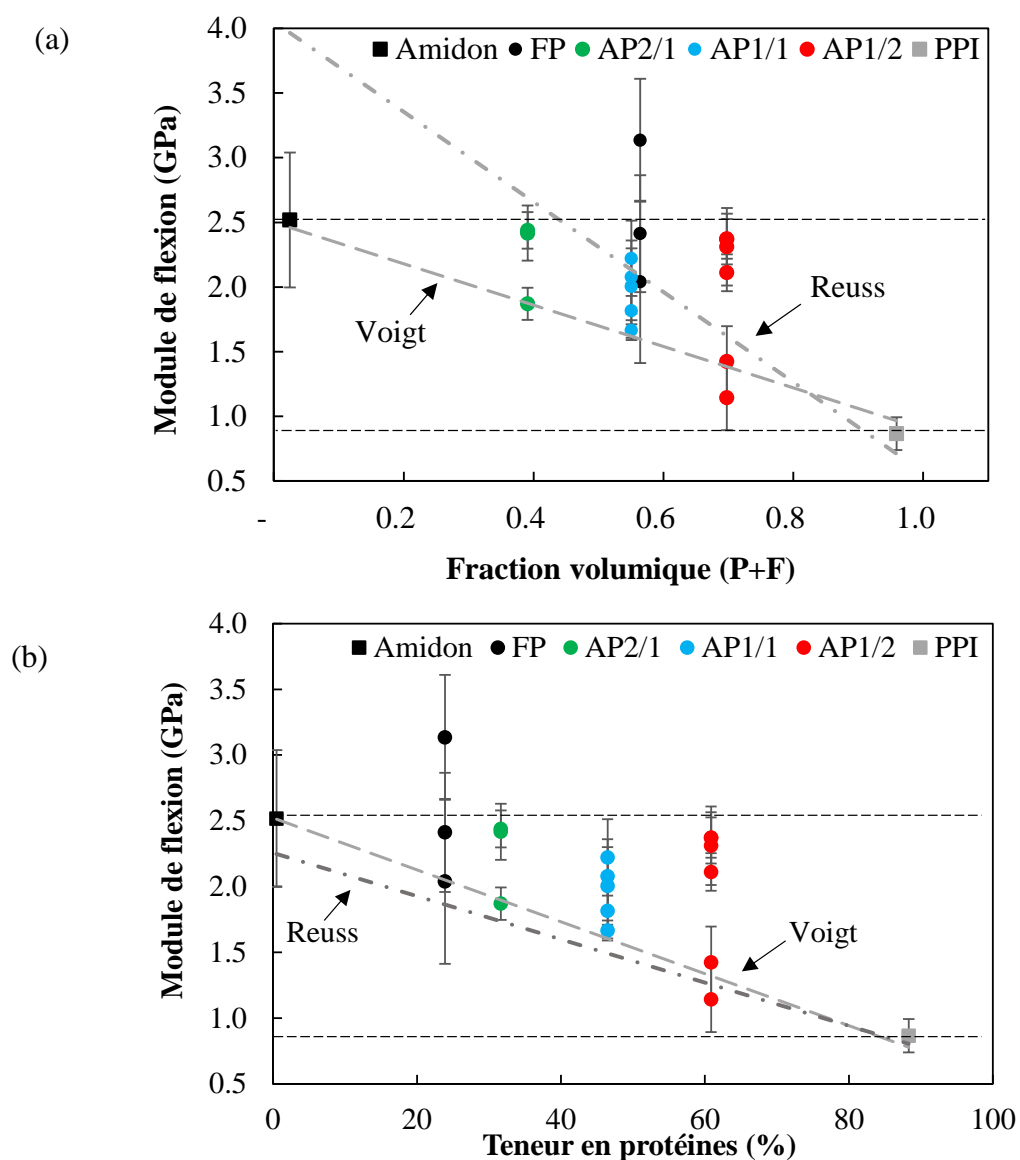 (a)
Amidon FP AP2/1 AP1/1 AP1/2 PPI
4.0
3.5
3.0
2.5
2.0
1.5
1.0
0.5
Module de flexion (GPa)
Voigt
Reuss
- 0.2 0.4 0.6 0.8 1.0
Fraction volumique (P+F)
(b)
Amidon FP AP2/1 AP1/1 AP1/2 PPI
4.0
3.5
3.0
2.5
2.0
1.5
1.0
0.5
Module de flexion (GPa)
Reuss
Voigt
0 20 40 60 80 100
Teneur en protéines (%)